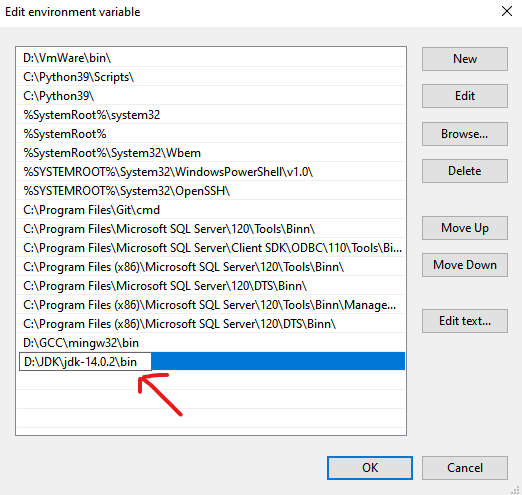 Edit environment variable
D:\VmWare\bin\
C:\Python39\Scripts\
C:\Python39\
%SystemRoot%\system32
%SystemRoot%
%SystemRoot%\System32\Wbem
%SYSTEMROOT%\System32\WindowsPowerShell\v1.0\
%SYSTEMROOT%\System32\OpenSSH\
C:\Program Files\Git\cmd
C:\Program Files\Microsoft SQL Server\120\Tools\Binn\
C:\Program Files\Microsoft SQL Server\Client SDK\ODBC\110\Tools\Bi...
C:\Program Files (x86)\Microsoft SQL Server\120\Tools\Binn\
C:\Program Files\Microsoft SQL Server\120\DTS\Binn\
C:\Program Files (x86)\Microsoft SQL Server\120\Tools\Binn\Manage...
C:\Program Files (x86)\Microsoft SQL Server\120\DTS\Binn\
D:\GCC\mingw32\bin
D:\JDK\jdk-14.0.2\bin
New
Edit
Browse...
Delete
Move Up
Move Down
Edit text...
OK
Cancel